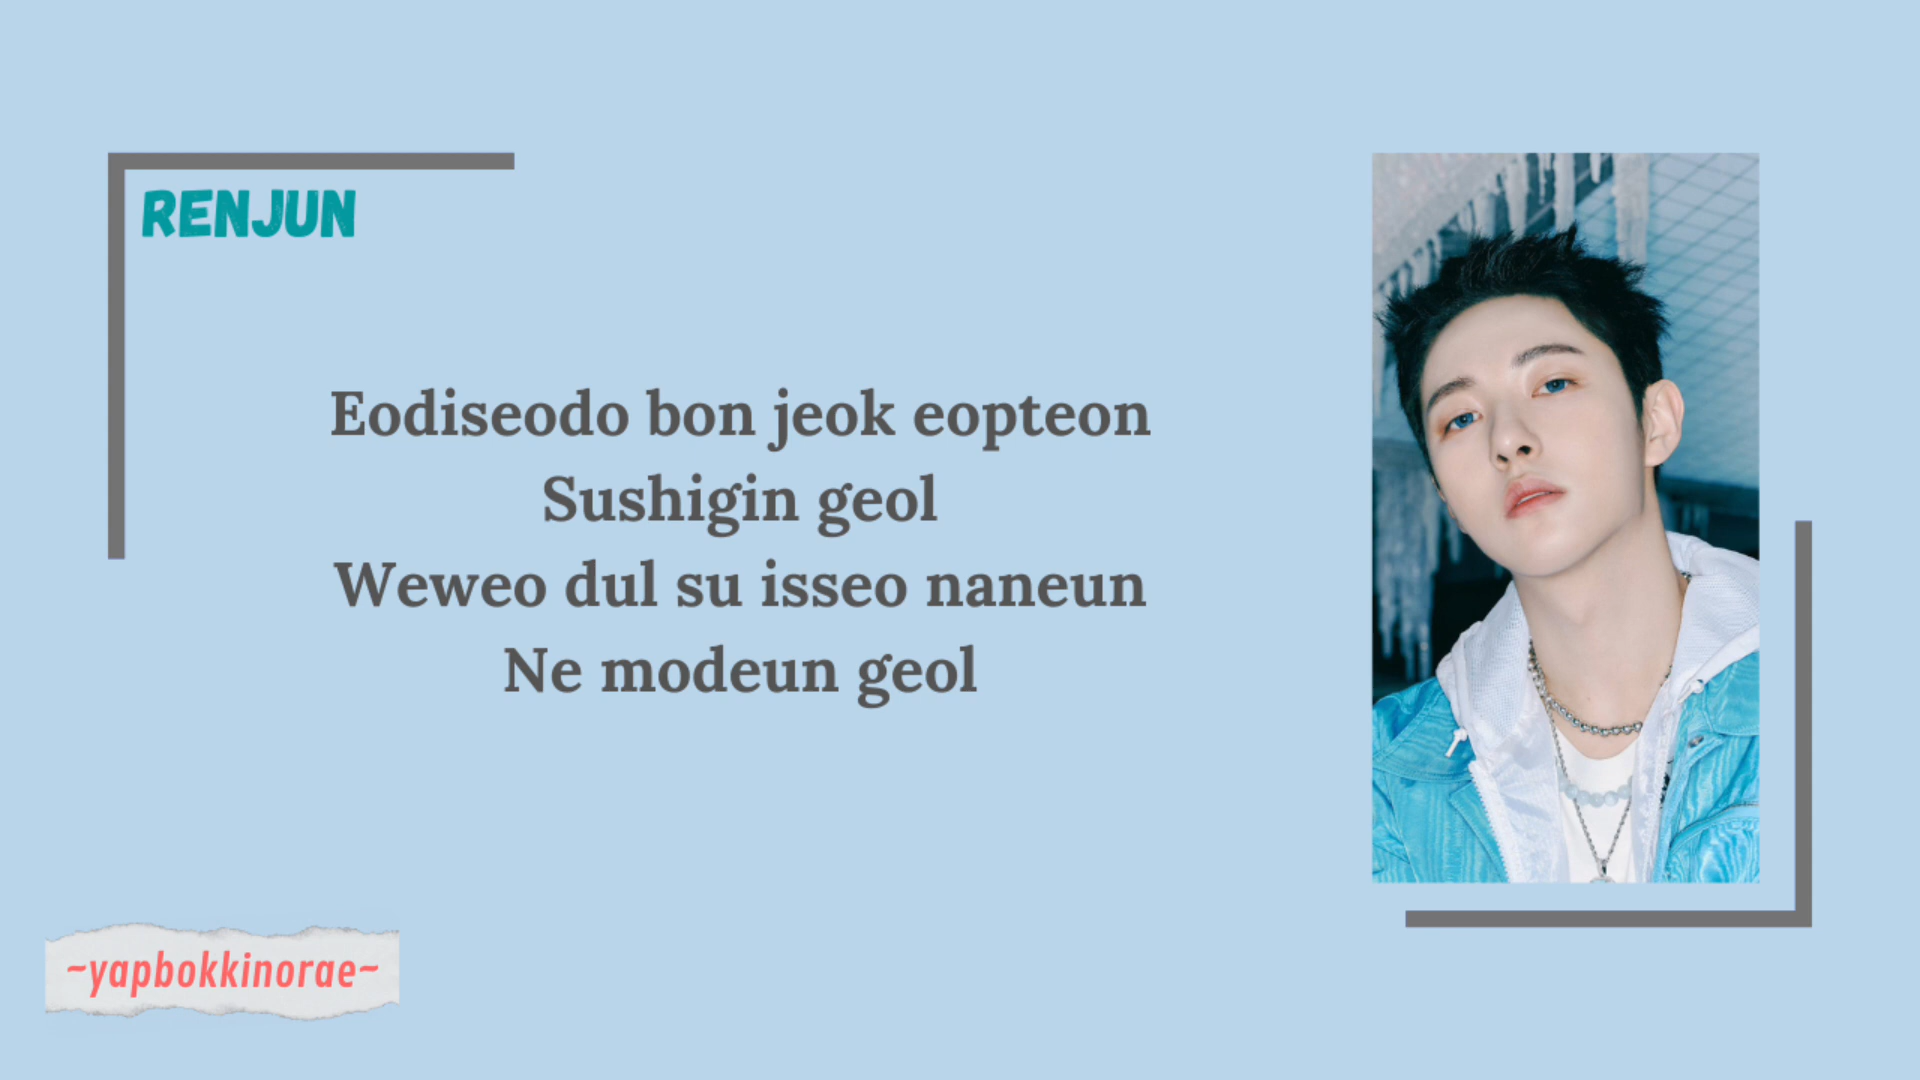 RENJUN
Eodiseodo bon jeok eopteon
Sushigin geol
Weweo dul su isseo naneun
Ne modeun geol
~yapbokkinorae~